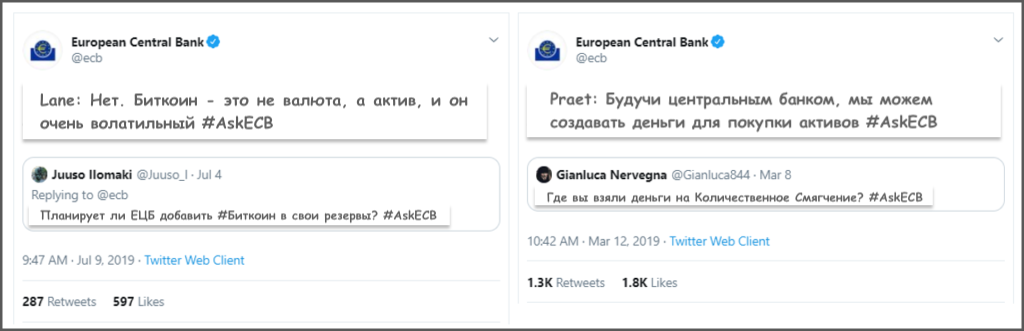 European Central Bank
@ecb
Lane: Нет. Биткоин - это не валюта, а актив, и он
очень волатильный #AskECB
Juuso Ilomaki @Juuso_I · Jul 4
Replying to @ecb
Планирует ли ЕЦБ добавить #Биткоин в свои резервы? #AskECB
9:47 AM · Jul 9, 2019 · Twitter Web Client
287 Retweets 597 Likes
European Central Bank
@ecb
Praet: Будучи центральным банком, мы можем
создавать деньги для покупки активов #AskECB
Gianluca Nervegna @Gianluca844 · Mar 8
Где вы взяли деньги на Количественное Смягчение? #AskECB
10:42 AM · Mar 12, 2019 · Twitter Web Client
1.3K Retweets 1.8K Likes